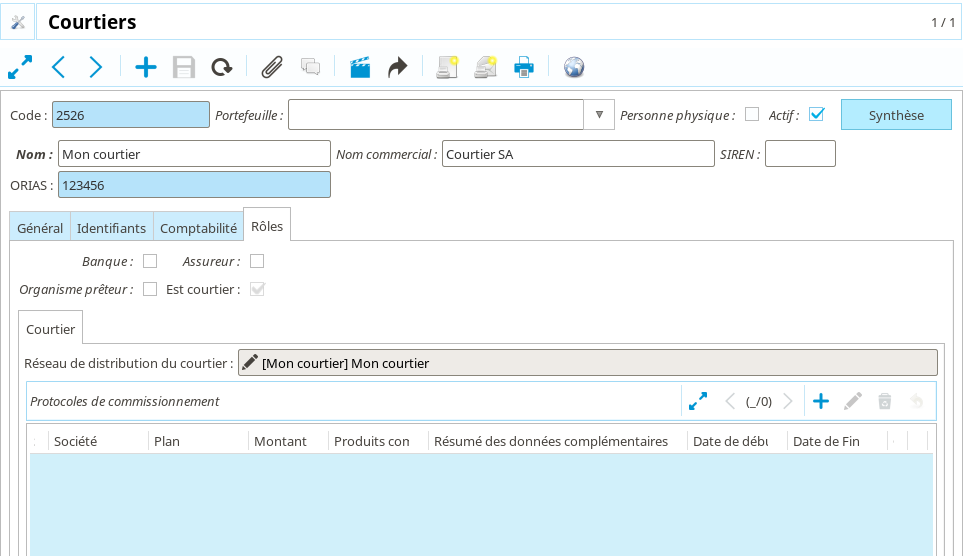 Courtiers 1 / 1
Code : 2526 Portefeuille : Personne physique : Actif : Synthèse
Nom : Mon courtier Nom commercial : Courtier SA SIREN :
ORIAS : 123456
Général Identifiants Comptabilité Rôles
Banque : Assureur :
Organisme prêteur : Est courtier :
Courtier
Réseau de distribution du courtier : [Mon courtier] Mon courtier
Protocoles de commissionnement (_/0)
Société Plan Montant Produits con Résumé des données complémentaires Date de débu Date de Fin